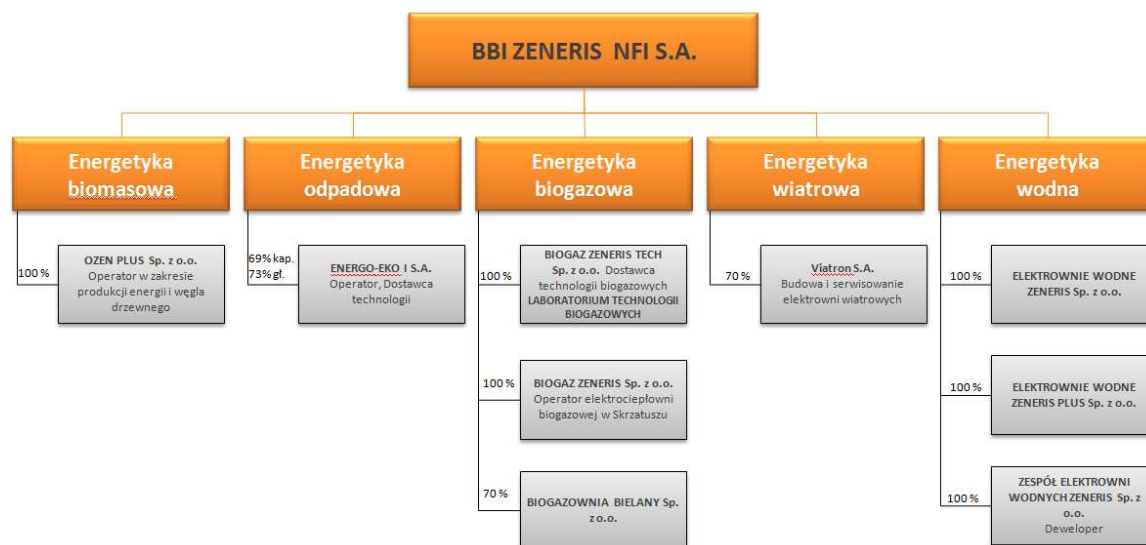 BBI ZENERIS NFI S.A.
Energetyka
biomasowa
Energetyka
odpadowa
Energetyka
biogazowa
Energetyka
wiatrowa
Energetyka
wodna
100 %
OZEN PLUS Sp. z o.o.
Operator w zakresie
produkcji energii i węgla
drzewnego
69% kap.
73% gł.
ENERGO-EKO I S.A.
Operator, Dostawca
technologii
100 %
BIOGAZ ZENERIS TECH
Sp. z o.o. Dostawca
technologii biogazowych
LABORATORIUM TECHNOLOGII
BIOGAZOWYCH
100 %
BIOGAZ ZENERIS Sp. z o.o.
Operator elektrociepłowni
biogazowej w Skrzatuszu
70 %
BIOGAZOWNIA BIELANY Sp.
z o.o.
70 %
Viatron S.A.
Budowa i serwisowanie
elektrowni wiatrowych
100 %
ELEKTROWNIE WODNE
ZENERIS Sp. z o.o.
100 %
ELEKTROWNIE WODNE
ZENERIS PLUS Sp. z o.o.
100 %
ZESPÓŁ ELEKTROWNI
WODNYCH ZENERIS Sp. z
o.o.
Deweloper